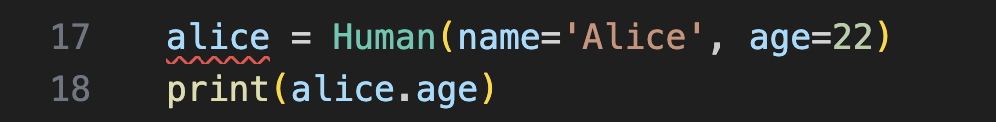 17 alice = Human(name='Alice', age=22)
18 print(alice.age)